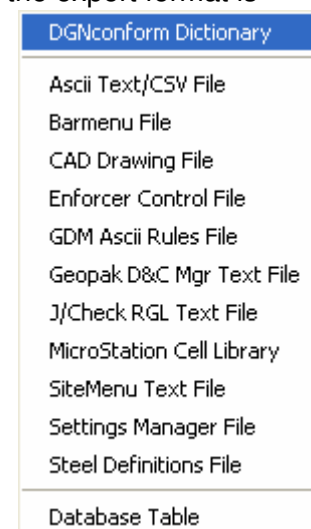 the export format is
DGNconform Dictionary
Ascii Text/CSV File
Barmenu File
CAD Drawing File
Enforcer Control File
GDM Ascii Rules File
Geopak D&C Mgr Text File
J/Check RGL Text File
MicroStation Cell Library
SiteMenu Text File
Settings Manager File
Steel Definitions File
Database Table